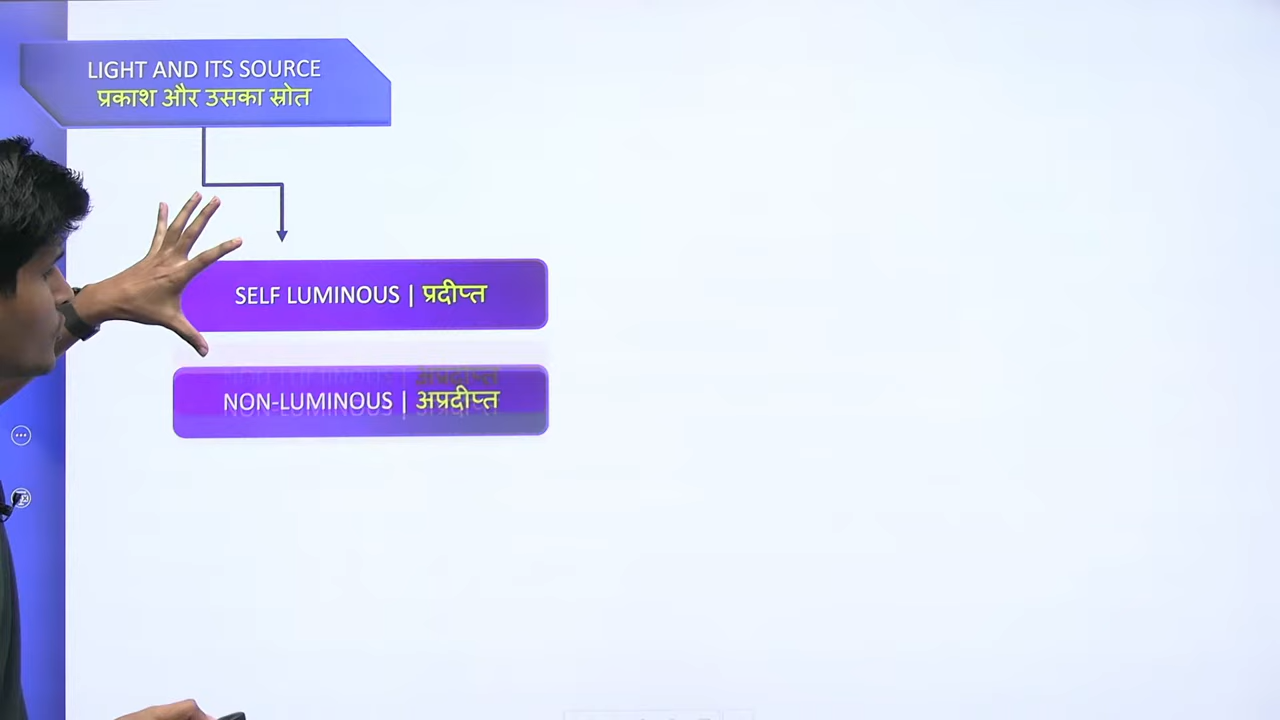 LIGHT AND ITS SOURCE
प्रकाश और उसका स्रोत
SELF LUMINOUS | प्रदीप्त
NON-LUMINOUS | अप्रदीप्त